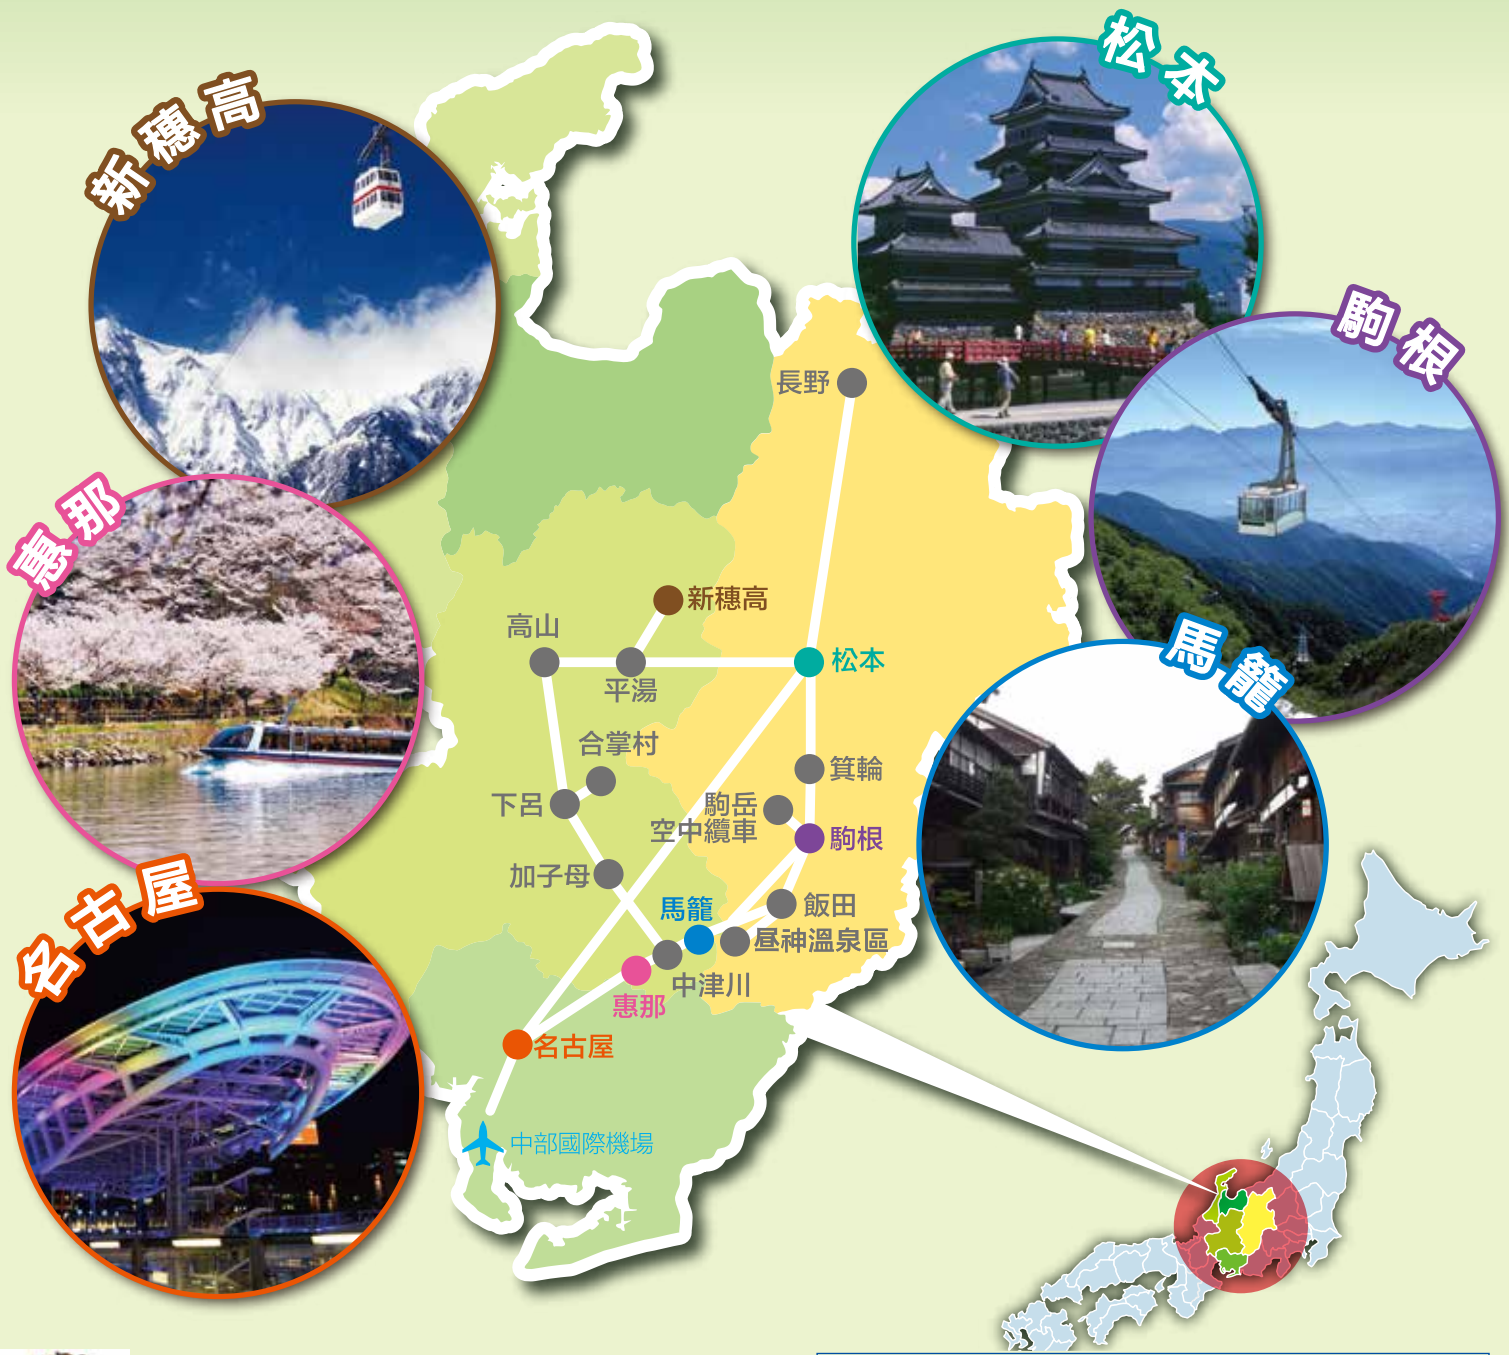 松本
新穗高
駒根
惠那
馬籠
名古屋
長野
新穗高
高山
平湯
松本
合掌村
下呂
箕輪
駒岳
空中纜車
駒根
加子母
馬籠
飯田
昼神溫泉區
中津川
惠那
名古屋
中部國際機場